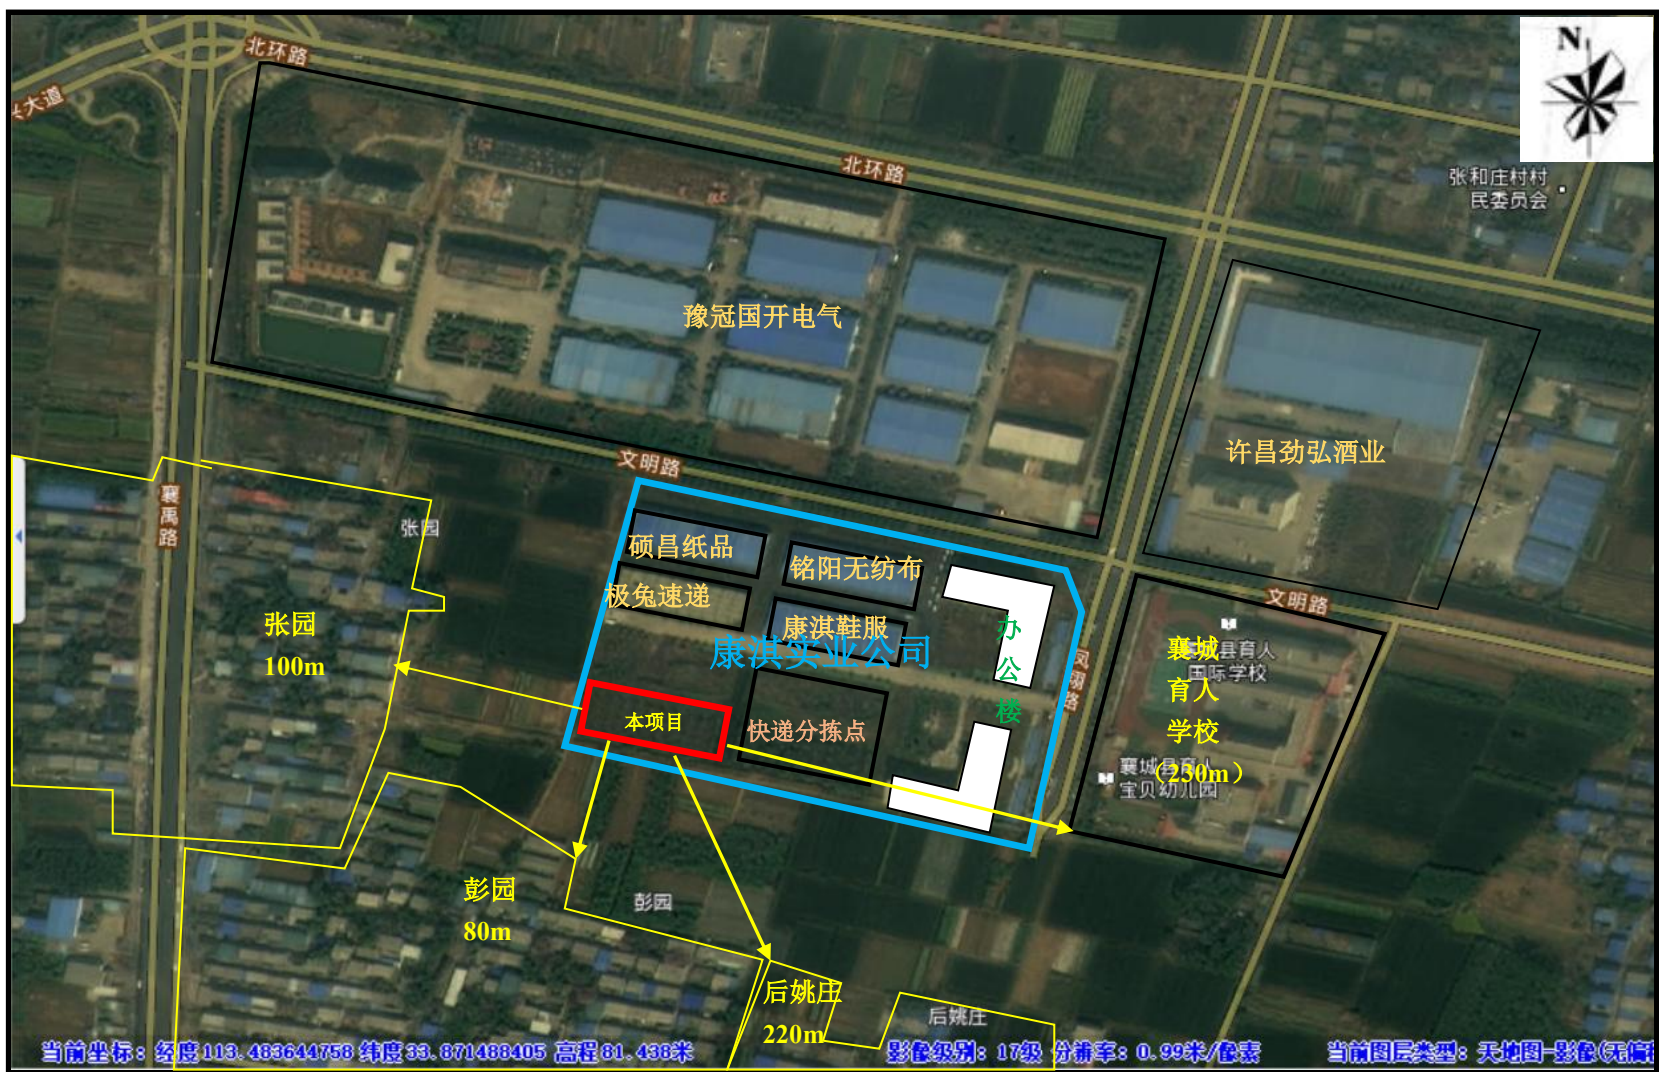 北环路
兴大道
N
北环路
张和庄村村
民委员会
豫冠国开电气
许昌劲弘酒业
文明路
襄禹路
张园
硕昌纸品
铭阳无纺布
极兔速递
康淇鞋服
康淇实业公司
办公楼
文明路
凤翔路
张园
100m
襄城
育人
学校
（230m）
县育人
国际学校
本项目
快递分拣点
襄城县育人
宝贝幼儿园
彭园
80m
彭园
后姚庄
220m
后姚庄
当前坐标：经度113.483644758 纬度33.871488405 高程81.438米
影像级别：17级 分辨率：0.99米/像素
当前图层类型：天地图-影像(无偏移